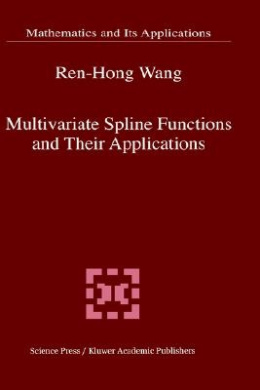 Mathematics and Its Applications
Ren-Hong Wang
Multivariate Spline Functions
and Their Applications
Science Press / Kluwer Academic Publishers